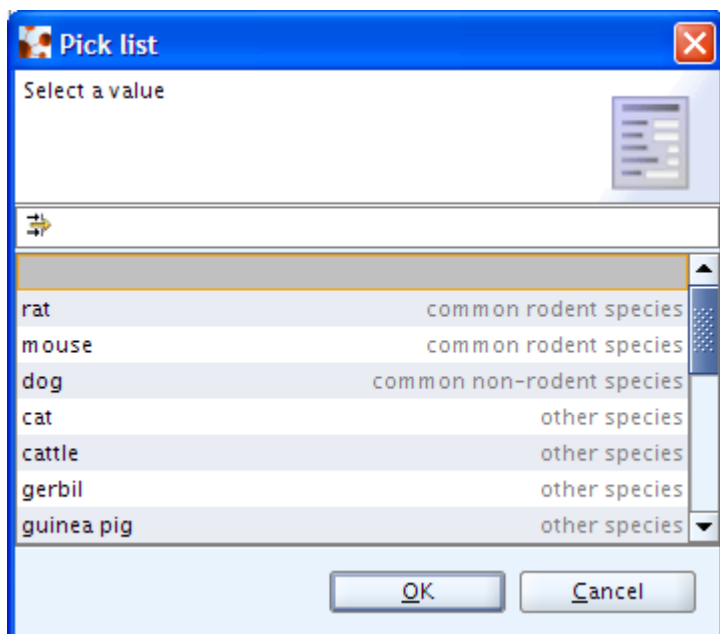 Pick list
Select a value
rat common rodent species
mouse common rodent species
dog common non-rodent species
cat other species
cattle other species
gerbil other species
guinea pig other species
OK Cancel